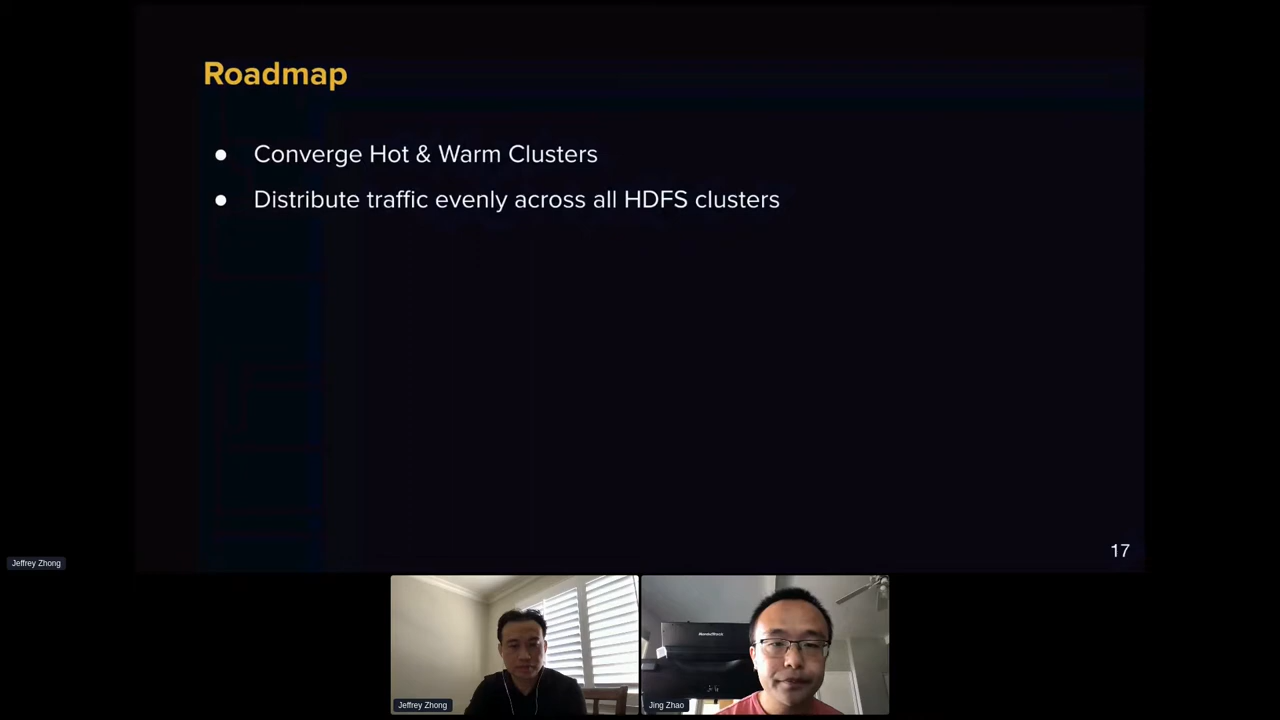 Roadmap
● Converge Hot & Warm Clusters
● Distribute traffic evenly across all HDFS clusters
17
Jeffrey Zhong
NordicTrack
Jeffrey Zhong
Jing Zhao